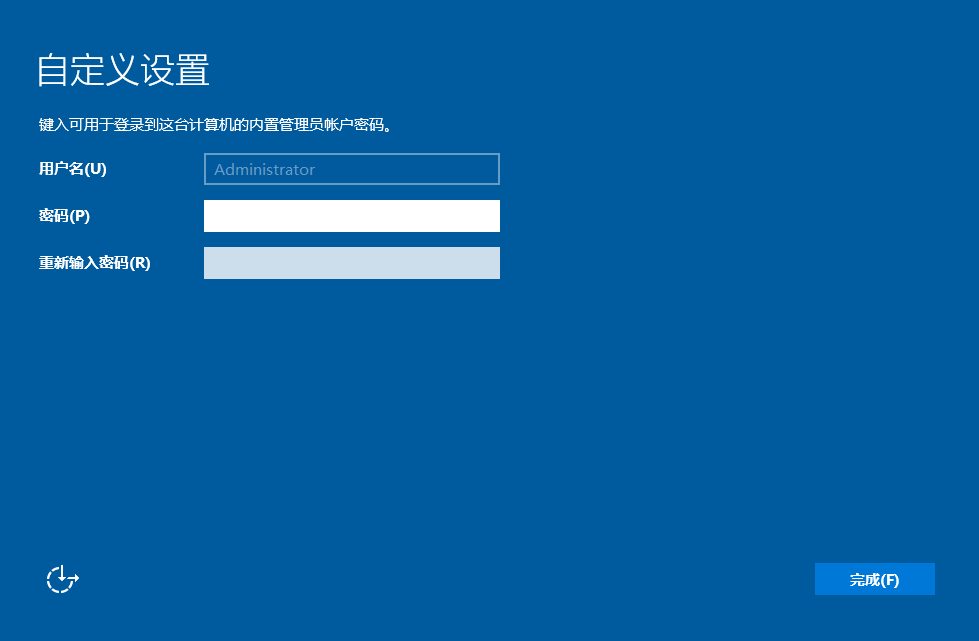 自定义设置
键入可用于登录到这台计算机的内置管理员帐户密码。
用户名(U) Administrator
密码(P)
重新输入密码(R)
完成(F)